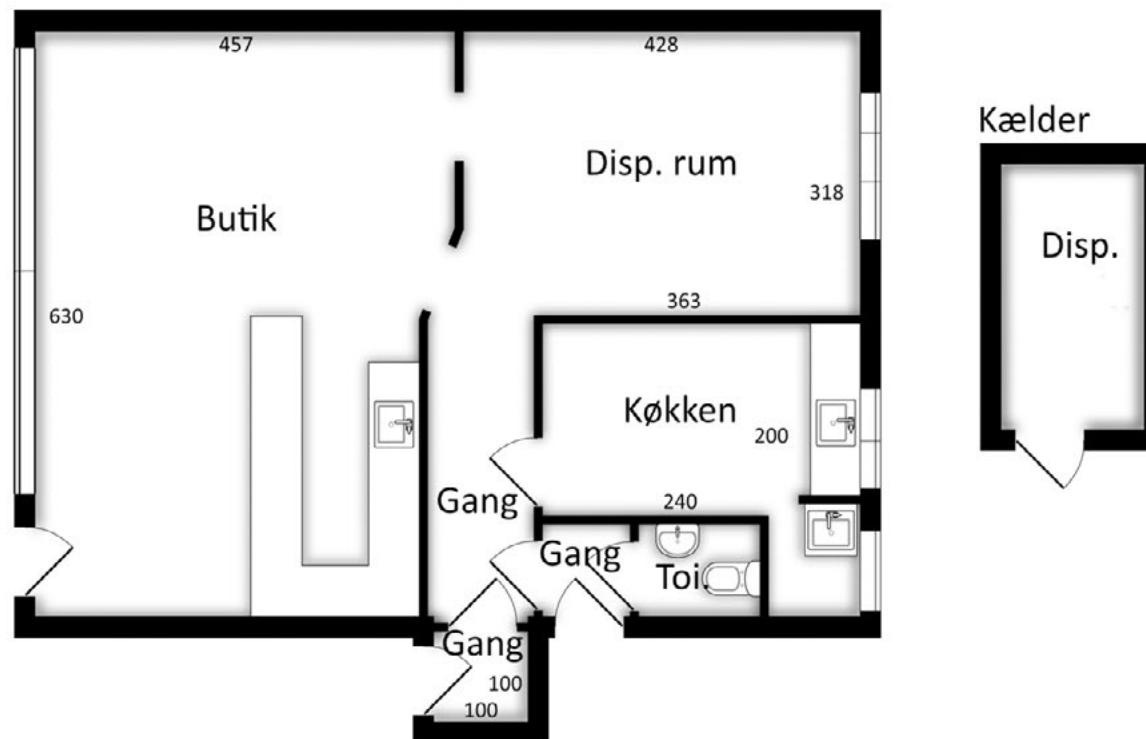 457
428
Kælder
Disp. rum
318
Butik
Disp.
630
363
Køkken
200
Gang
240
Gang
Toi.
Gang
100
100